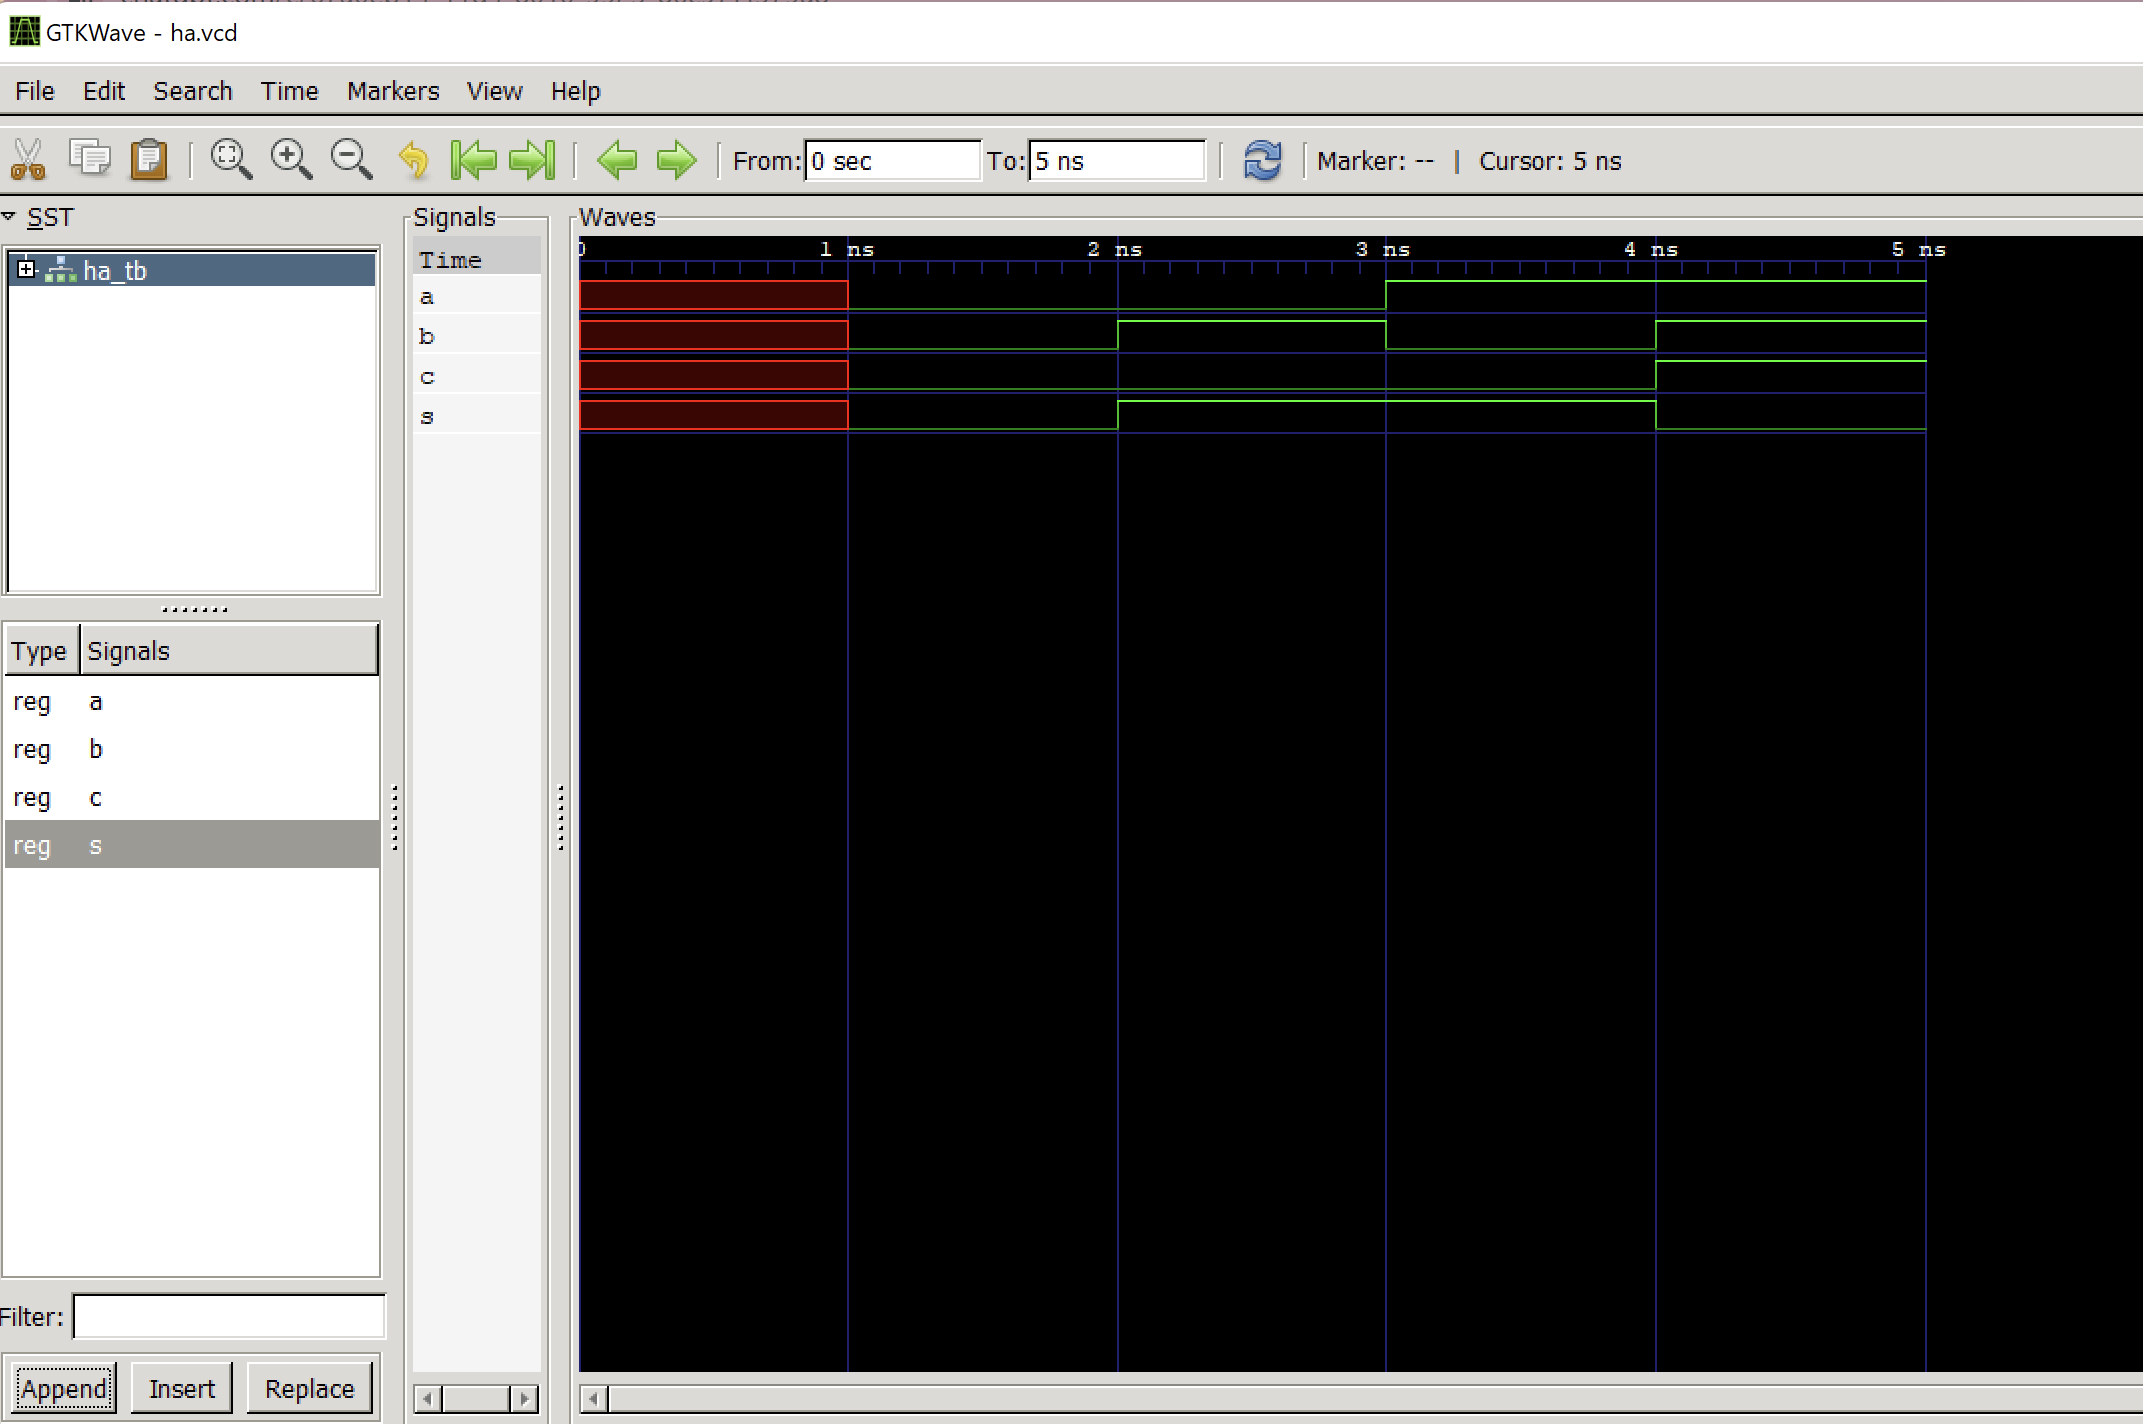 GTKWave - ha.vcd
File Edit Search Time Markers View Help
From: 0 sec To: 5 ns Marker: -- | Cursor: 5 ns
SST
ha_tb
Type Signals
reg a
reg b
reg c
reg s
Filter:
Append Insert Replace
Signals
Time
a
b
c
s
Waves
0 1 ns 2 ns 3 ns 4 ns 5 ns